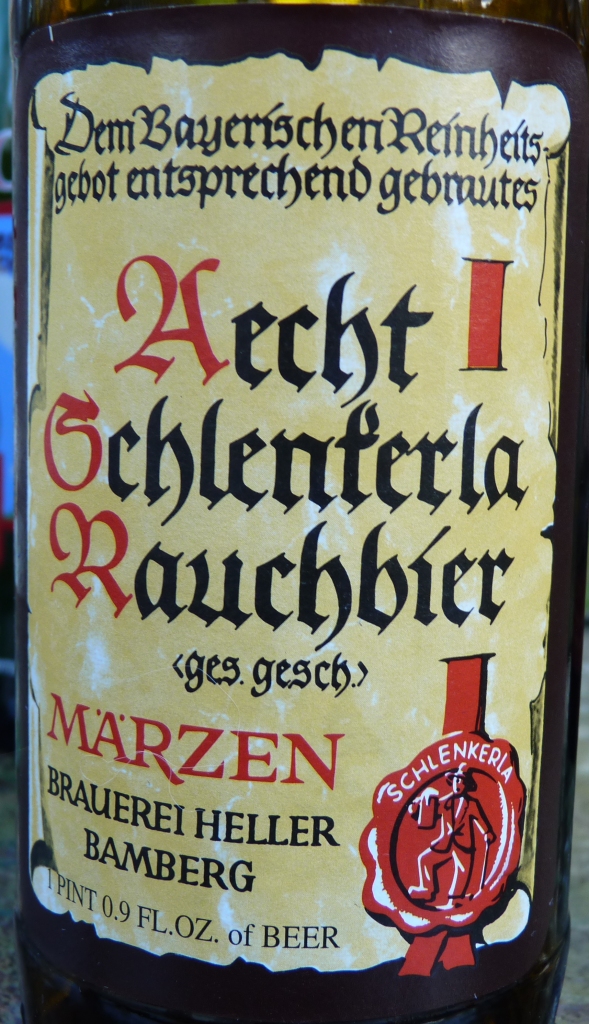 Dem Bayerischen Reinheits-
gebot entsprechend gebrautes
Aecht
Schlenkerla
Rauchbier
<ges. gesch.>
MÄRZEN
BRAUEREI HELLER
BAMBERG
1 PINT 0.9 FL.OZ. of BEER
SCHLENKERLA